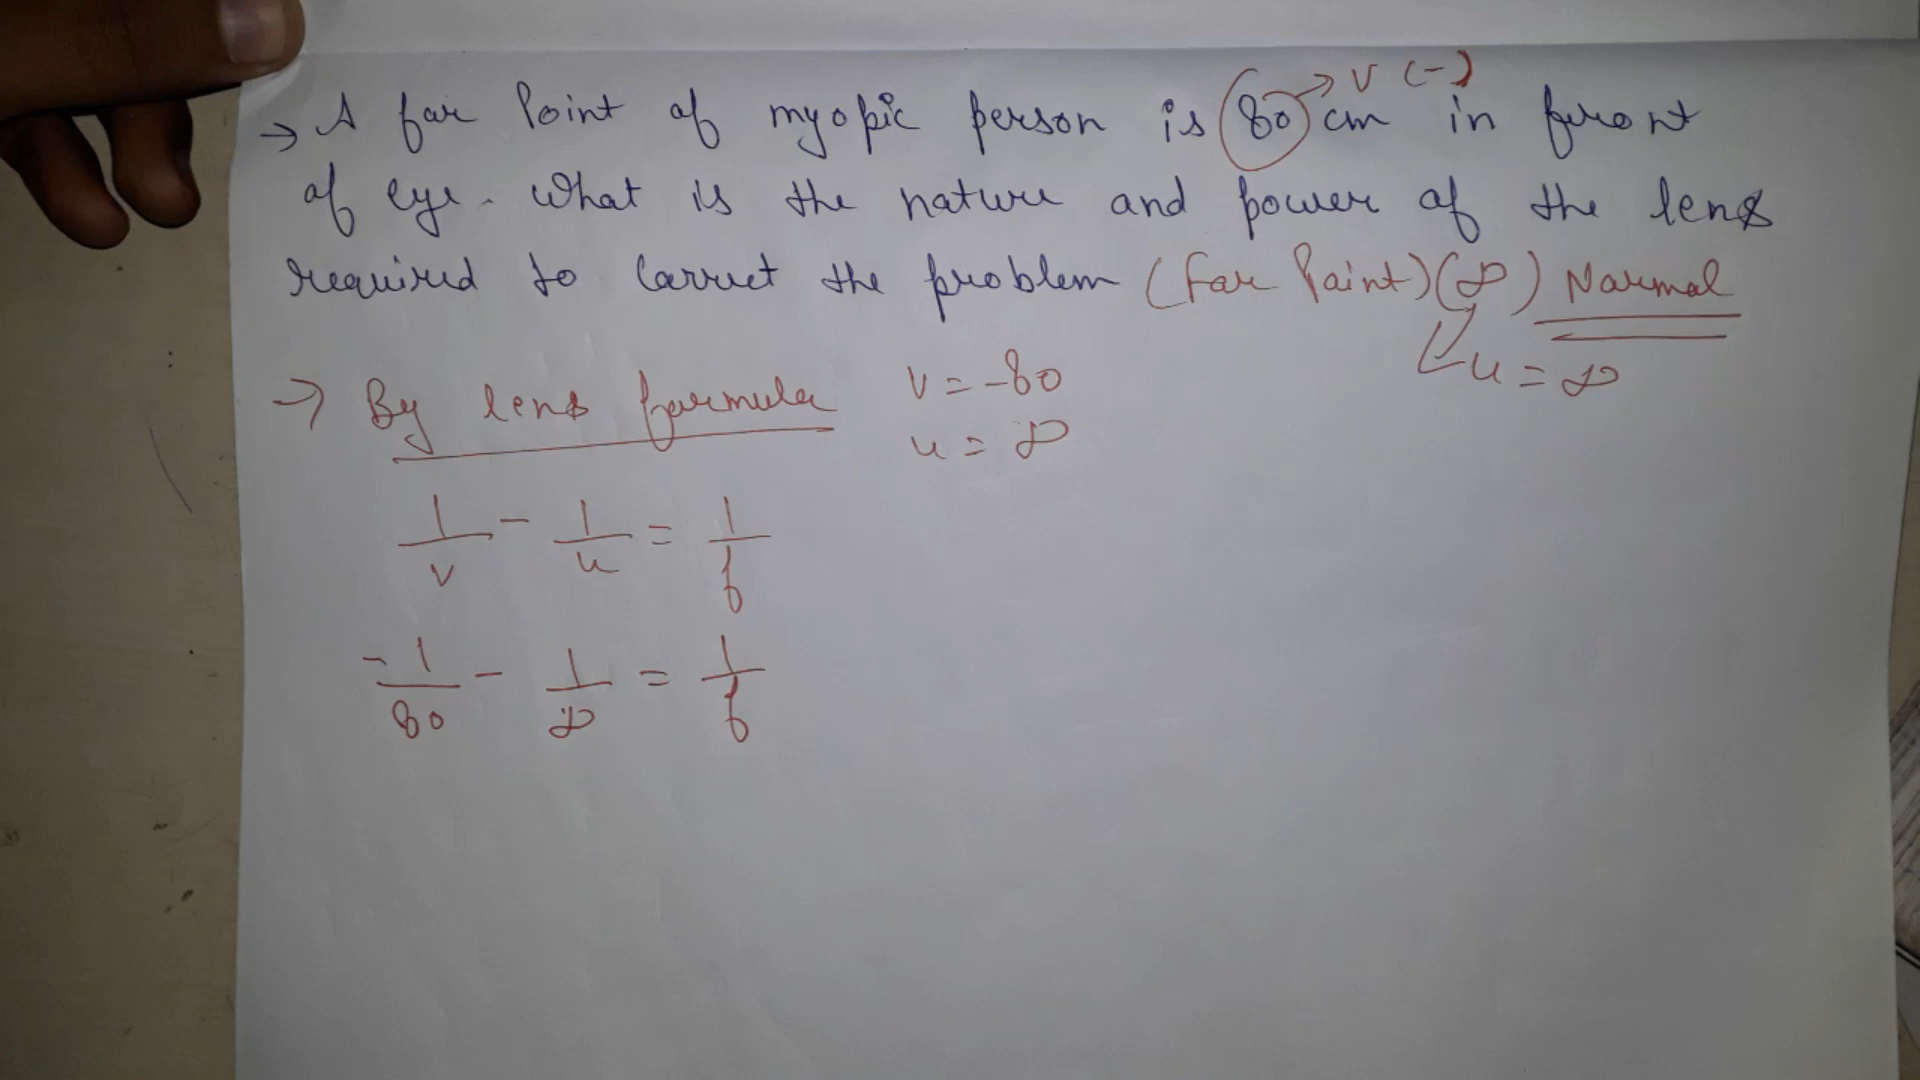 → A far Point of myopic person is 80 cm in front → v (-)
of eye. What is the nature and power of the lens
required to correct the problem (Far Point) (∞) Normal
u = ∞
→ By lens formula v = -80
u = ∞
1/v - 1/u = 1/f
-1/80 - 1/∞ = 1/f